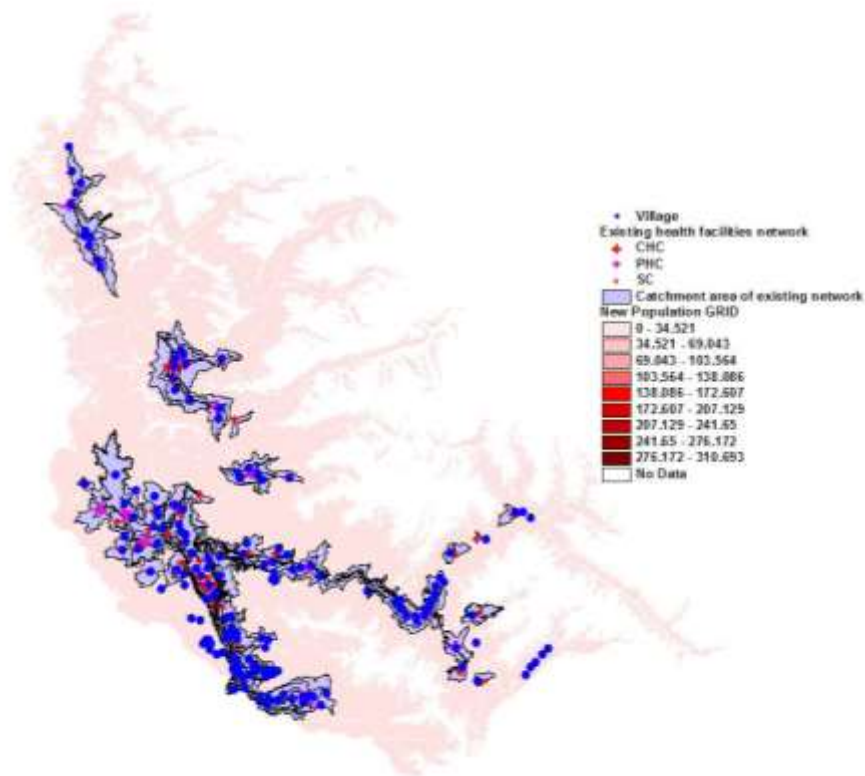 Village
Existing health facilities network
CHC
PHC
SC
Catchment area of existing network
New Population GRID
0 - 34.521
34.521 - 69.043
69.043 - 103.564
103.564 - 138.086
138.086 - 172.607
172.607 - 207.129
207.129 - 241.65
241.65 - 276.172
276.172 - 310.693
No Data